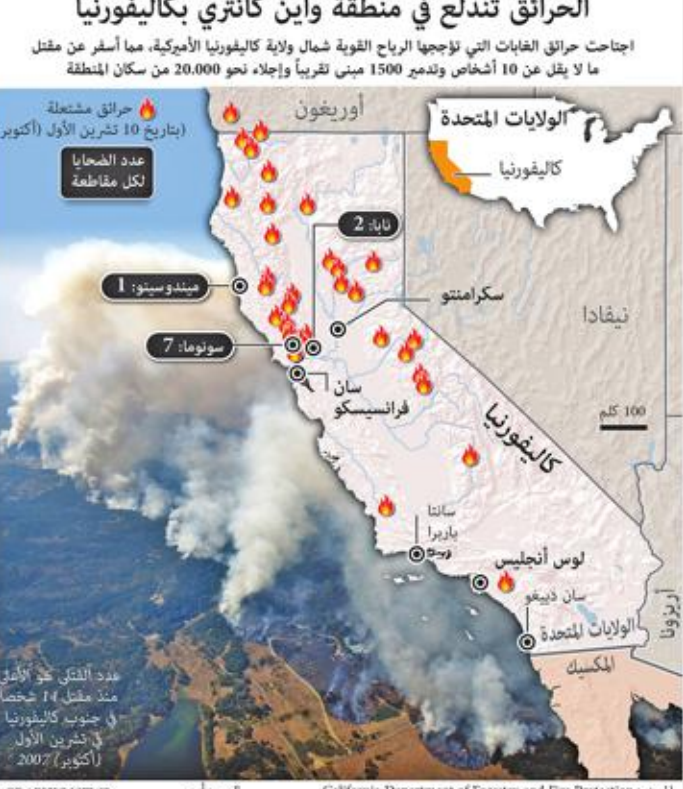 الحرائق تندلع في منطقة واين كانتري بكاليفورنيا
اجتاحت حرائق الغابات التي تؤججها الرياح القوية شمال ولاية كاليفورنيا الأميركية، مما أسفر عن مقتل
ما لا يقل عن 10 أشخاص وتدمير 1500 مبنى تقريباً وإجلاء نحو 20.000 من سكان المنطقة
حرائق مشتعلة
(بتاريخ 10 تشرين الأول (أكتوبر
عدد الضحايا
لكل مقاطعة
أوريغون
الولايات المتحدة
كاليفورنيا
نابا: 2
ميندوسينو: 1
سكرامنتو
نيفادا
سونوما: 7
سان
فرانسيسكو
100 كلم
كاليفورنيا
سانتا
باربرا
لوس أنجليس
سان دييغو
الولايات المتحدة
أريزونا
المكسيك
عدد القتلى هو الأعلى
منذ مقتل 14 شخصا
في جنوب كاليفورنيا
في تشرين الأول
(أكتوبر) 2007
California Department of Forestry and Fire Protection